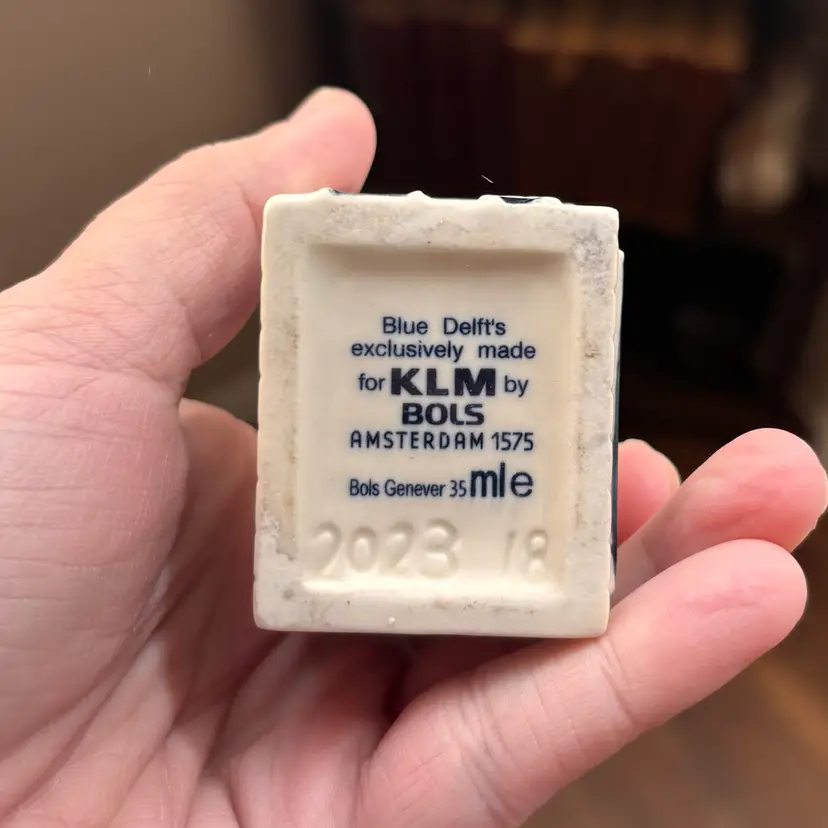 Blue Delft's
exclusively made
for KLM by
BOLS
AMSTERDAM 1575
Bols Genever 35 ml e
2023 18